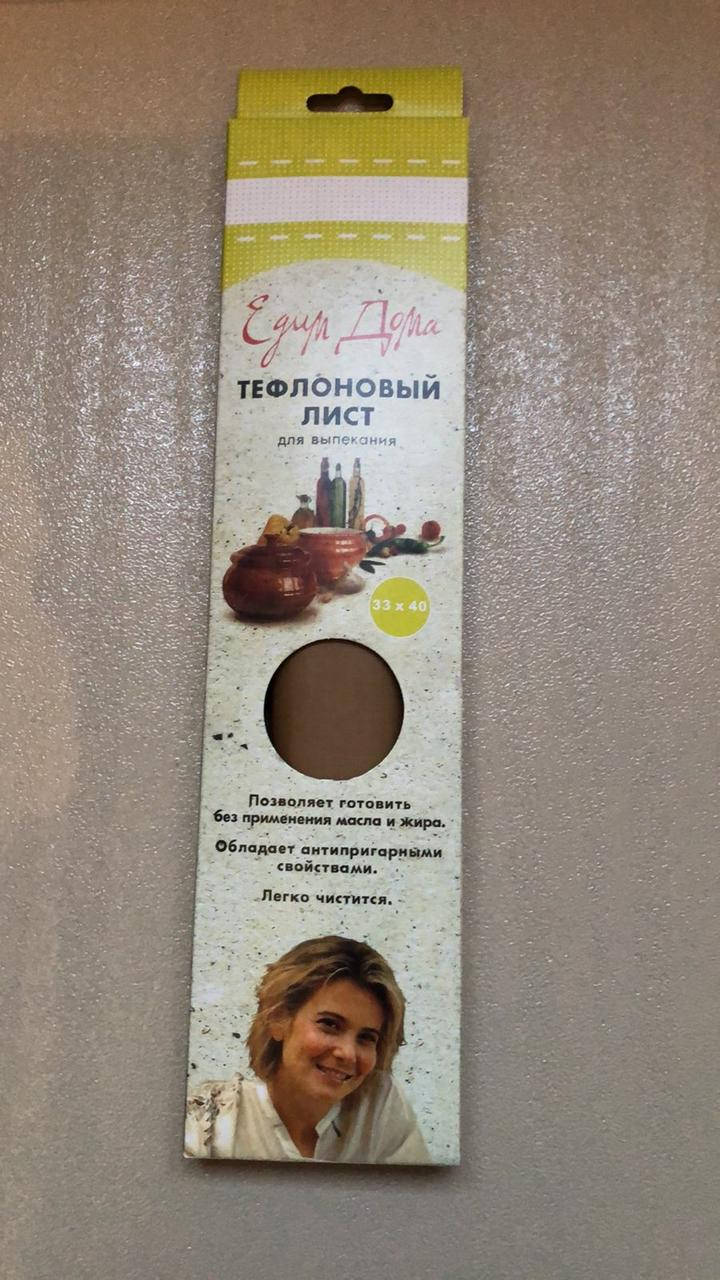 Едим Дома
ТЕФЛОНОВЫЙ
ЛИСТ
для выпекания
33 х 40
Позволяет готовить
без применения масла и жира.
Обладает антипригарными
свойствами.
Легко чистится.